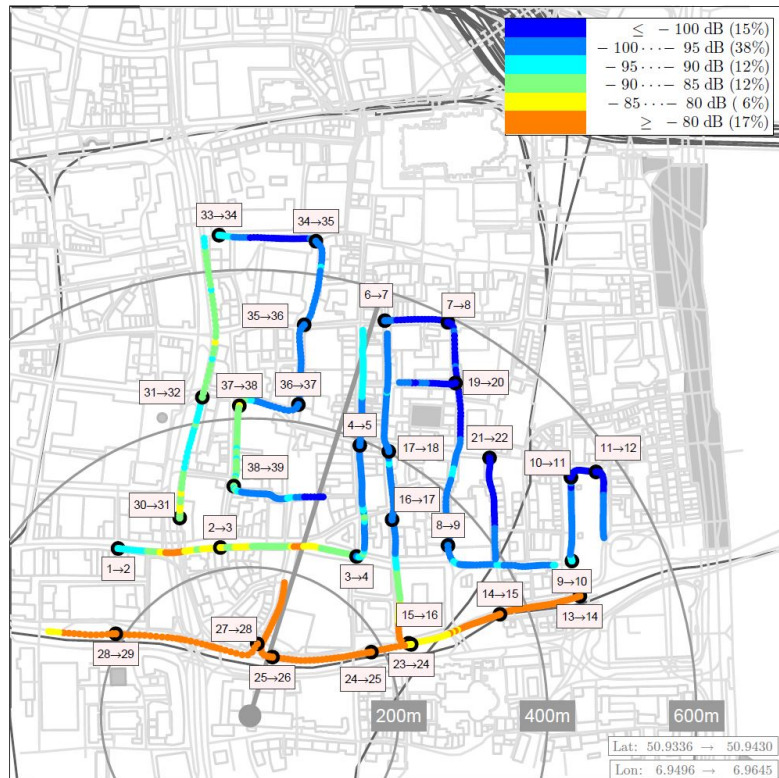 ≤ − 100 dB (15%)
− 100 · · · − 95 dB (38%)
− 95 · · · − 90 dB (12%)
− 90 · · · − 85 dB (12%)
− 85 · · · − 80 dB ( 6%)
≥ − 80 dB (17%)
33→34
34→35
6→7
7→8
35→36
31→32
37→38
36→37
19→20
4→5
21→22
17→18
10→11
11→12
38→39
30→31
16→17
2→3
8→9
1→2
3→4
9→10
14→15
15→16
13→14
27→28
28→29
25→26
24→25
23→24
200m
400m
600m
Lat: 50.9336 → 50.9430
Lon: 6.9496 → 6.9645